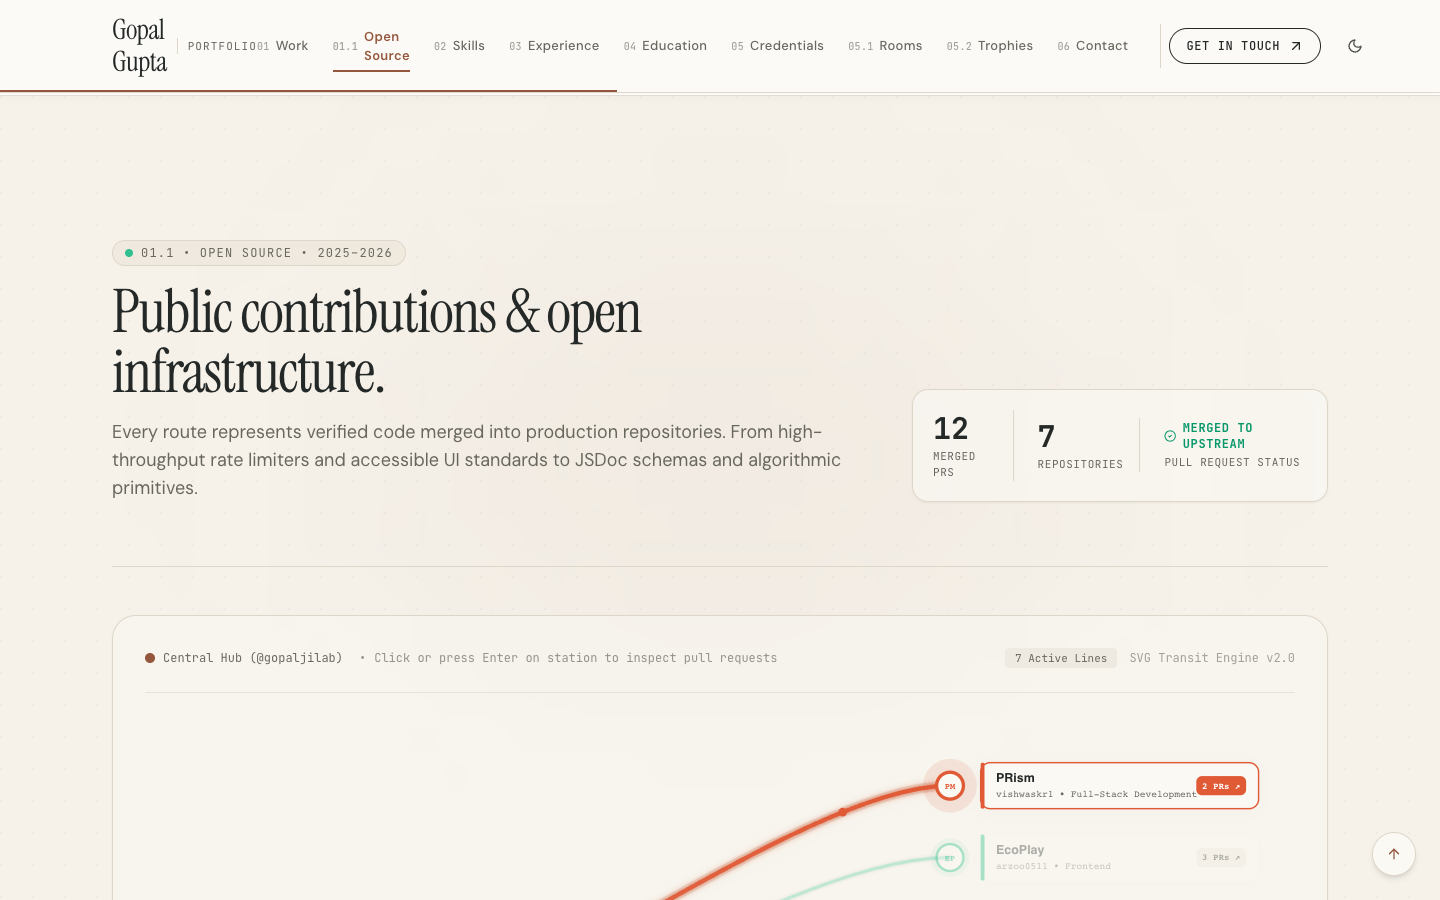 Gopal
Gupta
PORTFOLIO
01 Work
01.1 Open
Source
02 Skills
03 Experience
04 Education
05 Credentials
05.1 Rooms
05.2 Trophies
06 Contact
GET IN TOUCH
01.1 • OPEN SOURCE • 2025–2026
Public contributions & open
infrastructure.
Every route represents verified code merged into production repositories. From high-
throughput rate limiters and accessible UI standards to JSDoc schemas and algorithmic
primitives.
12
MERGED
PRS
7
REPOSITORIES
MERGED TO
UPSTREAM
PULL REQUEST STATUS
Central Hub (@gopaljilab) • Click or press Enter on station to inspect pull requests
7 Active Lines SVG Transit Engine v2.0
PM
PRism
vishwaskr1 • Full-Stack Development
2 PRs ↗
EP
EcoPlay
arzoo0511 • Frontend
3 PRs ↗